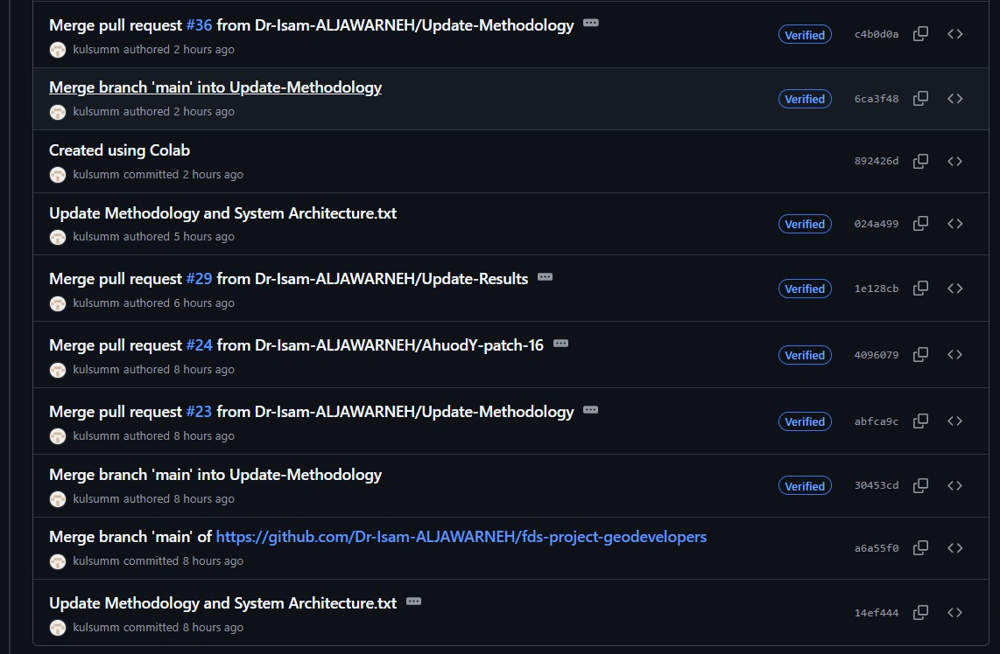 Merge pull request #36 from Dr-Isam-ALJAWARNEH/Update-Methodology
kulsumm authored 2 hours ago
Verified
c4b0d0a
Merge branch 'main' into Update-Methodology
kulsumm authored 2 hours ago
Verified
6ca3f48
Created using Colab
kulsumm committed 2 hours ago
892426d
Update Methodology and System Architecture.txt
kulsumm authored 5 hours ago
Verified
024a499
Merge pull request #29 from Dr-Isam-ALJAWARNEH/Update-Results
kulsumm authored 6 hours ago
Verified
1e128cb
Merge pull request #24 from Dr-Isam-ALJAWARNEH/AhuodY-patch-16
kulsumm authored 8 hours ago
Verified
4096079
Merge pull request #23 from Dr-Isam-ALJAWARNEH/Update-Methodology
kulsumm authored 8 hours ago
Verified
abfca9c
Merge branch 'main' into Update-Methodology
kulsumm authored 8 hours ago
Verified
30453cd
Merge branch 'main' of https://github.com/Dr-Isam-ALJAWARNEH/fds-project-geodevelopers
kulsumm committed 8 hours ago
a6a55f0
Update Methodology and System Architecture.txt
kulsumm committed 8 hours ago
14ef444